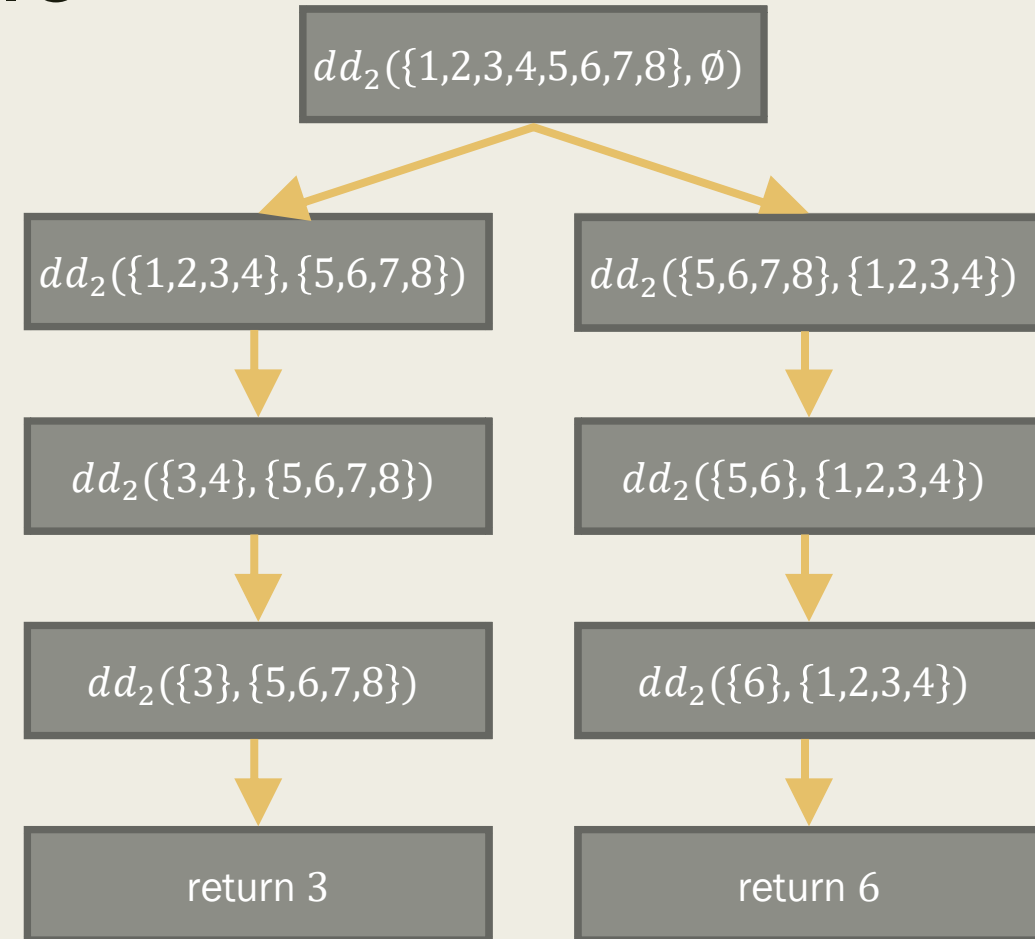 dd₂({1,2,3,4,5,6,7,8}, ∅)
dd₂({1,2,3,4}, {5,6,7,8})
dd₂({5,6,7,8}, {1,2,3,4})
dd₂({3,4}, {5,6,7,8})
dd₂({5,6}, {1,2,3,4})
dd₂({3}, {5,6,7,8})
dd₂({6}, {1,2,3,4})
return 3
return 6